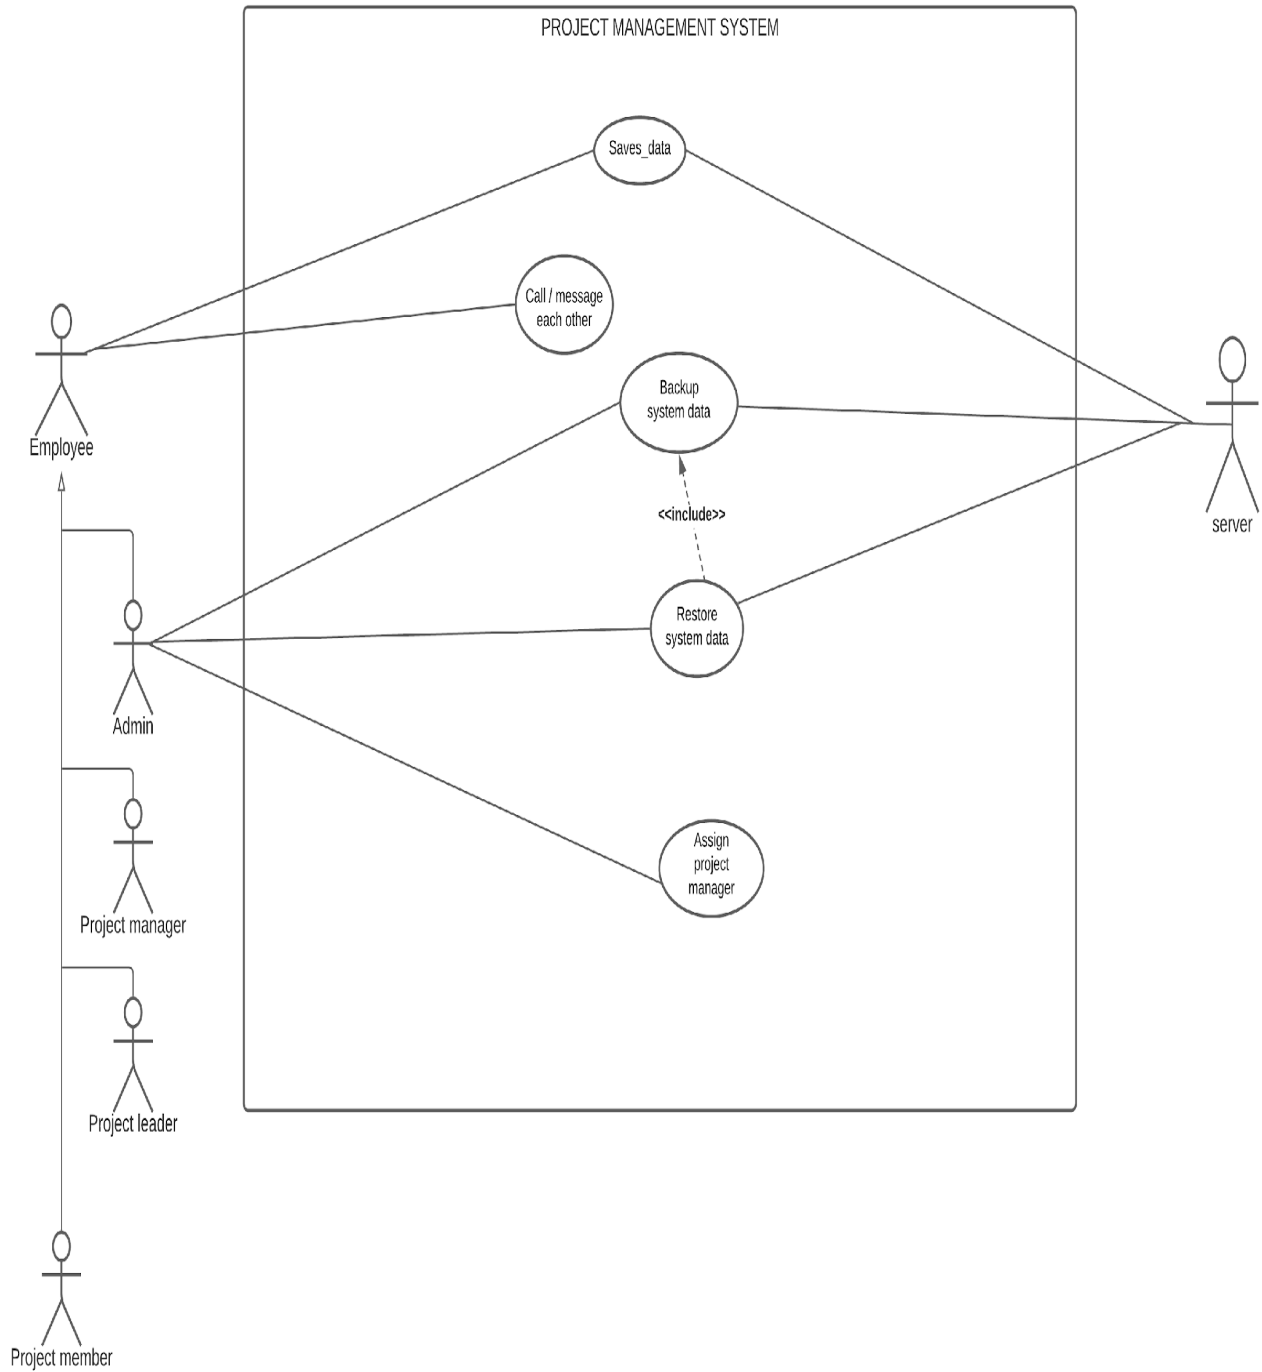 PROJECT MANAGEMENT SYSTEM
Saves_data
Call / message
each other
Backup
system data
Employee
<<include>>
server
Restore
system data
Admin
Assign
project
manager
Project manager
Project leader
Project member